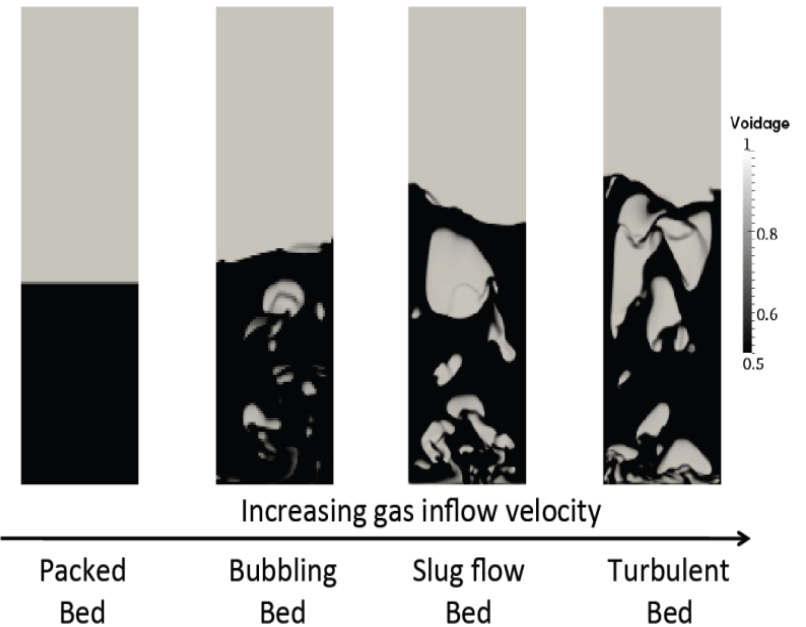 Voidage
1
0.8
0.6
0.5
Increasing gas inflow velocity
Packed
Bed
Bubbling
Bed
Slug flow
Bed
Turbulent
Bed